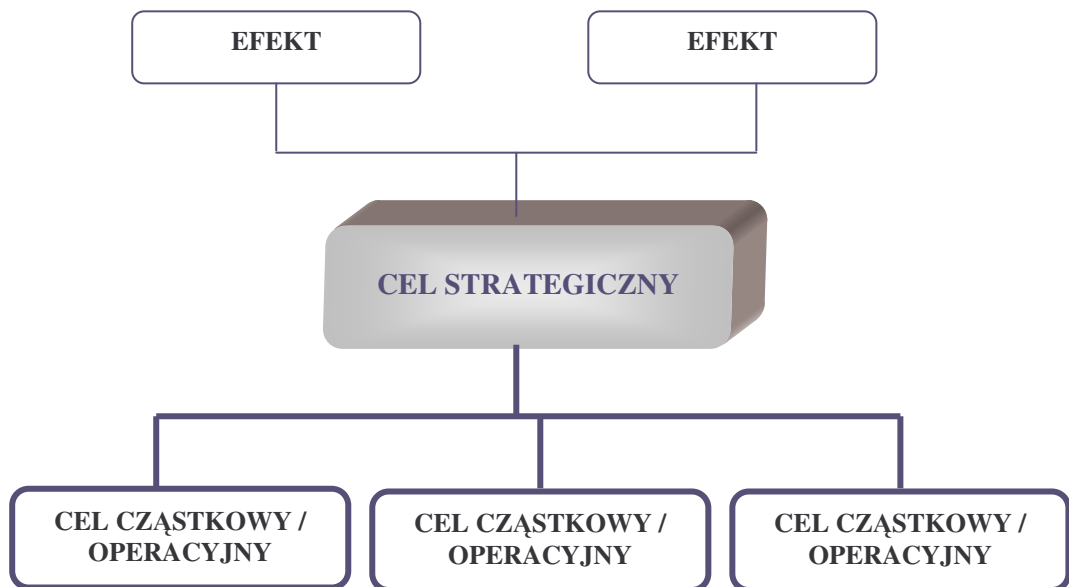 EFEKT
EFEKT
CEL STRATEGICZNY
CEL CZĄSTKOWY /
OPERACYJNY
CEL CZĄSTKOWY /
OPERACYJNY
CEL CZĄSTKOWY /
OPERACYJNY